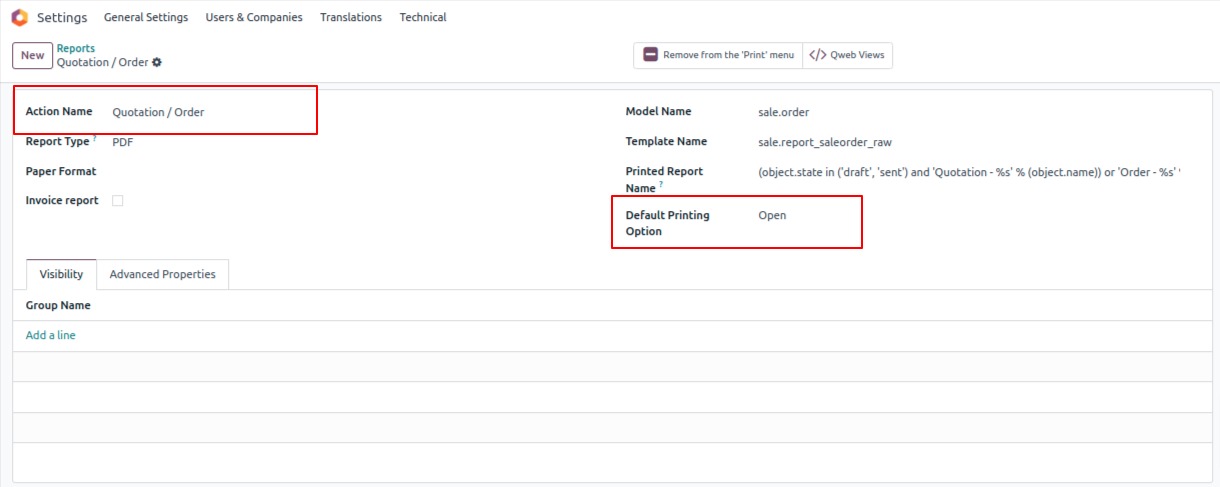 Settings General Settings Users & Companies Translations Technical
New
Reports
Quotation / Order
Remove from the 'Print' menu
</> Qweb Views
Action Name Quotation / Order
Report Type ? PDF
Paper Format
Invoice report
Model Name sale.order
Template Name sale.report_saleorder_raw
Printed Report (object.state in ('draft', 'sent') and 'Quotation - %s' % (object.name)) or 'Order - %s'
Name ?
Default Printing Open
Option
Visibility Advanced Properties
Group Name
Add a line